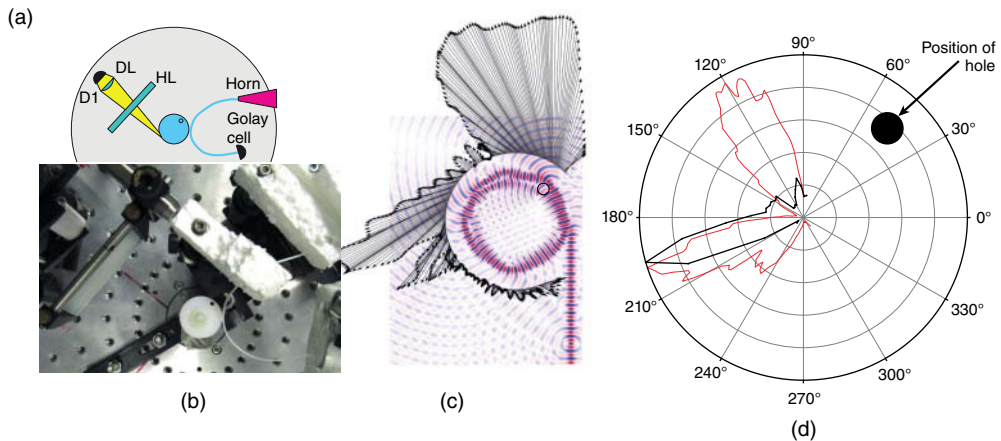 (a)
DL
HL
D1
Horn
Golay
cell
(b)
(c)
90°
120°
60°
Position of
hole
150°
30°
180°
0°
210°
330°
240°
300°
270°
(d)